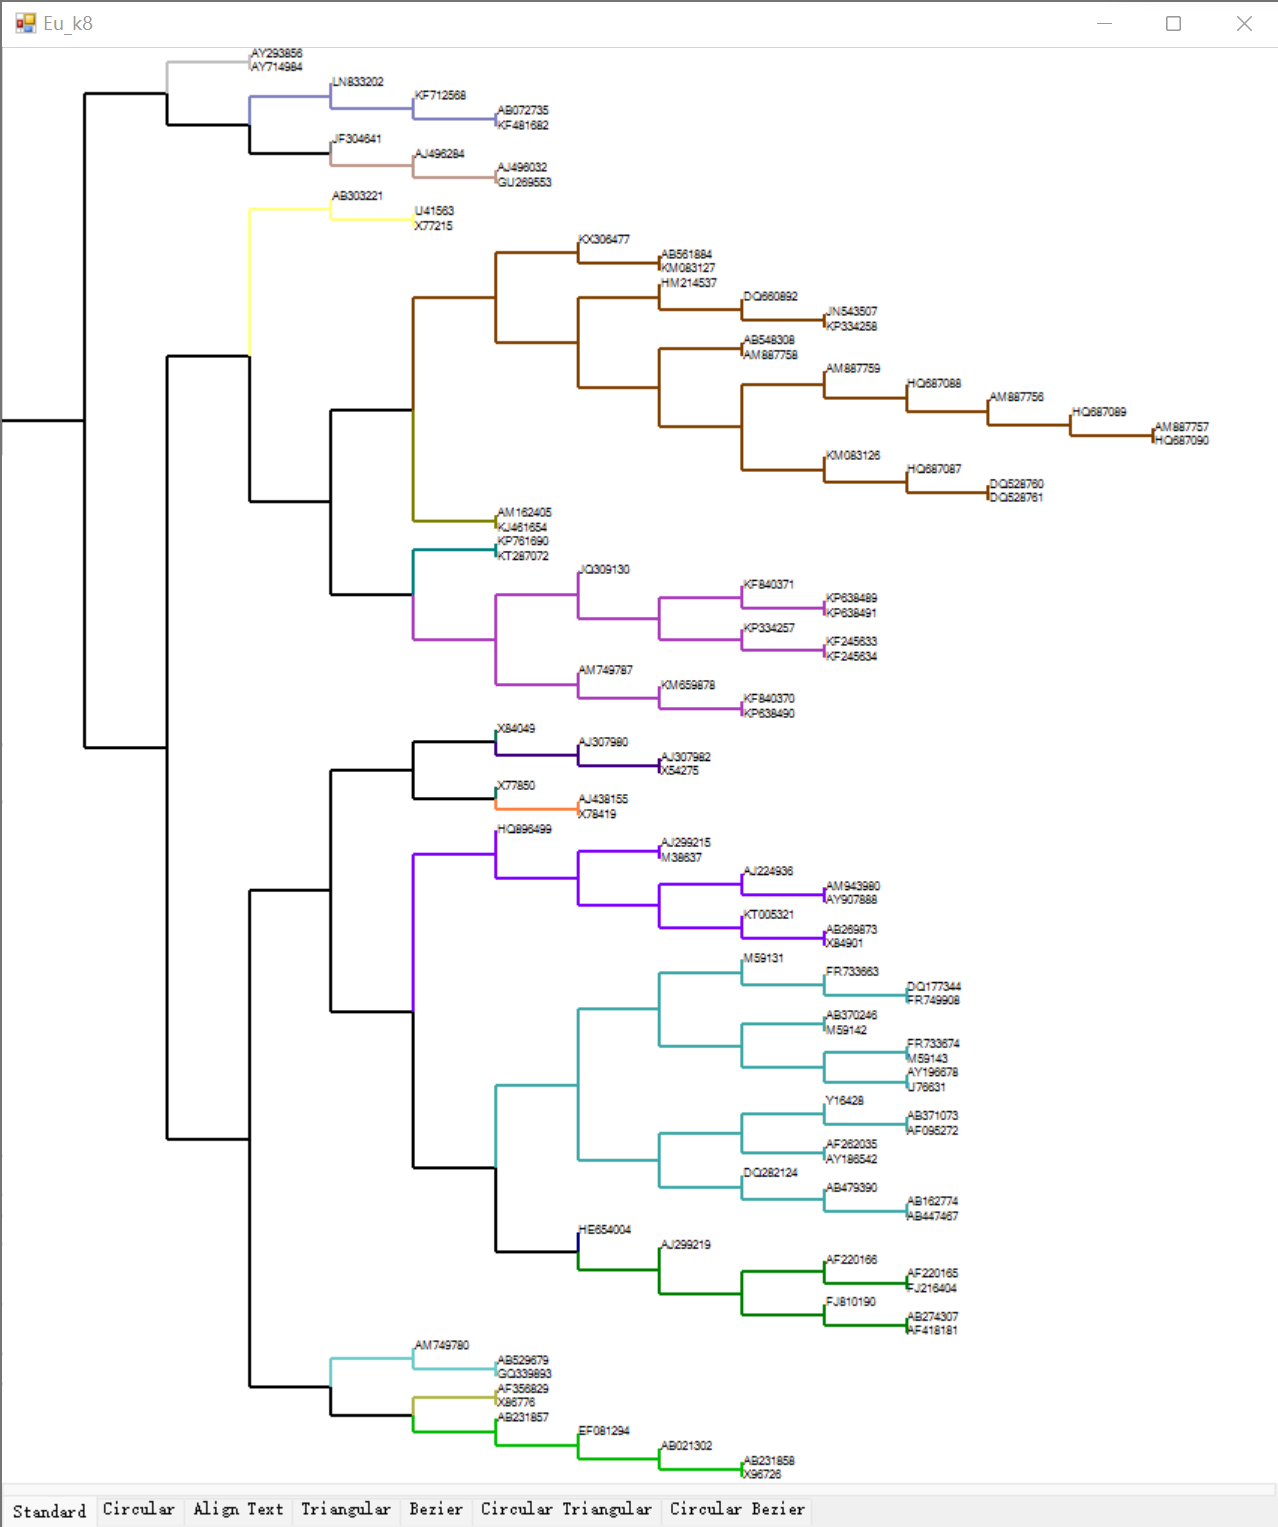 Eu_k8
AY293856
AY714984
LN833202
KF712568
AB072735
KF481682
JF304641
AJ496284
AJ496032
GU269553
AB303221
U41563
X77215
KX306477
AB561884
KM083127
HM214537
DQ660892
JN543507
KP334258
AB548308
AM887758
AM887759
HQ687088
AM887756
HQ687089
AM887757
HQ687090
KM083126
HQ687087
DQ528760
DQ528761
AM162405
KJ461654
KP761690
KT287072
JQ309130
KF840371
KP638489
KP638491
KP334257
KF245633
KF245634
AM749787
KM659878
KF840370
KP638490
X84049
AJ307980
AJ307982
X54275
X77850
AJ438155
X78419
HQ896499
AJ299215
M38637
AJ224936
AM943980
AY907888
KT005321
AB269873
X84901
M59131
FR733663
DQ177344
FR749908
AB370246
M59142
FR733674
M59143
AY196678
U76631
Y16428
AB371073
AF095272
AF262035
AY186542
DQ282124
AB479390
AB162774
AB447467
HE654004
AJ299219
AF220166
AF220165
FJ216404
FJ810190
AB274307
AF418181
AM749780
AB529679
GQ339893
AF356829
X86776
AB231857
EF081294
AB021302
AB231858
X96726
Standard Circular Align Text Triangular Bezier Circular Triangular Circular Bezier